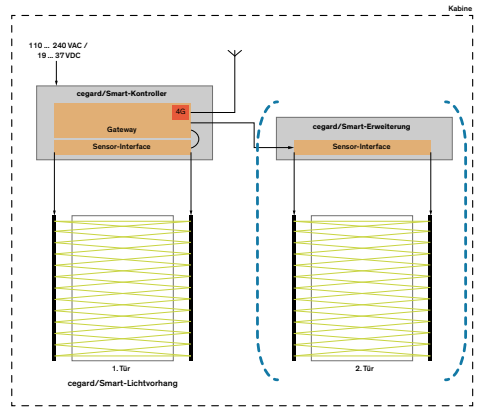 Kabine
110 ... 240 VAC /
19 ... 37 VDC
cegard/Smart-Kontroller
4G
Gateway
Sensor-Interface
cegard/Smart-Erweiterung
Sensor-Interface
1. Tür
2. Tür
cegard/Smart-Lichtvorhang